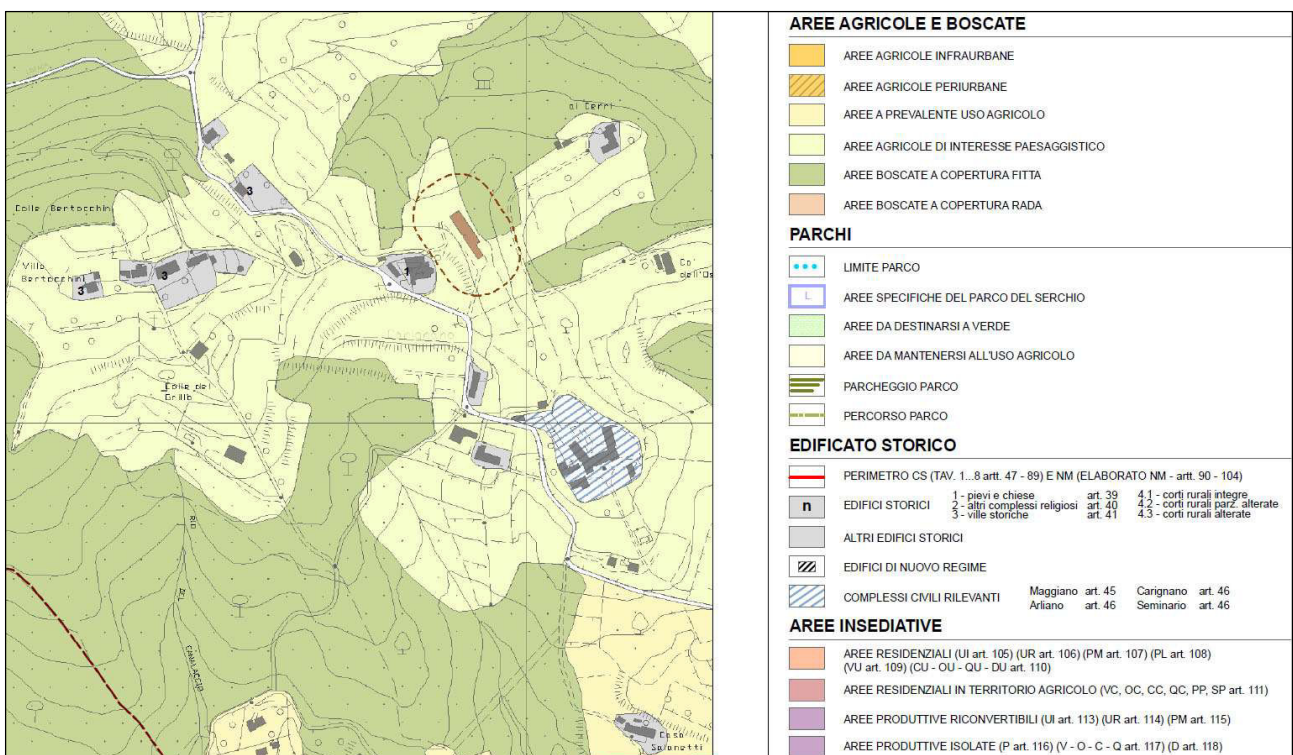 ai Cerri
3
Colle Bertocchini
Villa
Bertocchini
3
3
1
Ca
Colle del
Grillo
RIO
DEL
CANALACCIO
Casa
AREE AGRICOLE E BOSCATE
AREE AGRICOLE INFRAURBANE
AREE AGRICOLE PERIURBANE
AREE A PREVALENTE USO AGRICOLO
AREE AGRICOLE DI INTERESSE PAESAGGISTICO
AREE BOSCATE A COPERTURA FITTA
AREE BOSCATE A COPERTURA RADA
PARCHI
LIMITE PARCO
L AREE SPECIFICHE DEL PARCO DEL SERCHIO
AREE DA DESTINARSI A VERDE
AREE DA MANTENERSI ALL'USO AGRICOLO
PARCHEGGIO PARCO
PERCORSO PARCO
EDIFICATO STORICO
PERIMETRO CS (TAV. 1...8 artt. 47 - 89) E NM (ELABORATO NM - artt. 90 - 104)
n EDIFICI STORICI
1 - pievi e chiese art. 39 4.1 - corti rurali integre
2 - altri complessi religiosi art. 40 4.2 - corti rurali parz. alterate
3 - ville storiche art. 41 4.3 - corti rurali alterate
ALTRI EDIFICI STORICI
EDIFICI DI NUOVO REGIME
COMPLESSI CIVILI RILEVANTI
Maggiano art. 45 Carignano art. 46
Arliano art. 46 Seminario art. 46
AREE INSEDIATIVE
AREE RESIDENZIALI (UI art. 105) (UR art. 106) (PM art. 107) (PL art. 108)
(VU art. 109) (CU - OU - QU - DU art. 110)
AREE RESIDENZIALI IN TERRITORIO AGRICOLO (VC, OC, CC, QC, PP, SP art. 111)
AREE PRODUTTIVE RICONVERTIBILI (UI art. 113) (UR art. 114) (PM art. 115)
AREE PRODUTTIVE ISOLATE (P art. 116) (V - O - C - Q art. 117) (D art. 118)